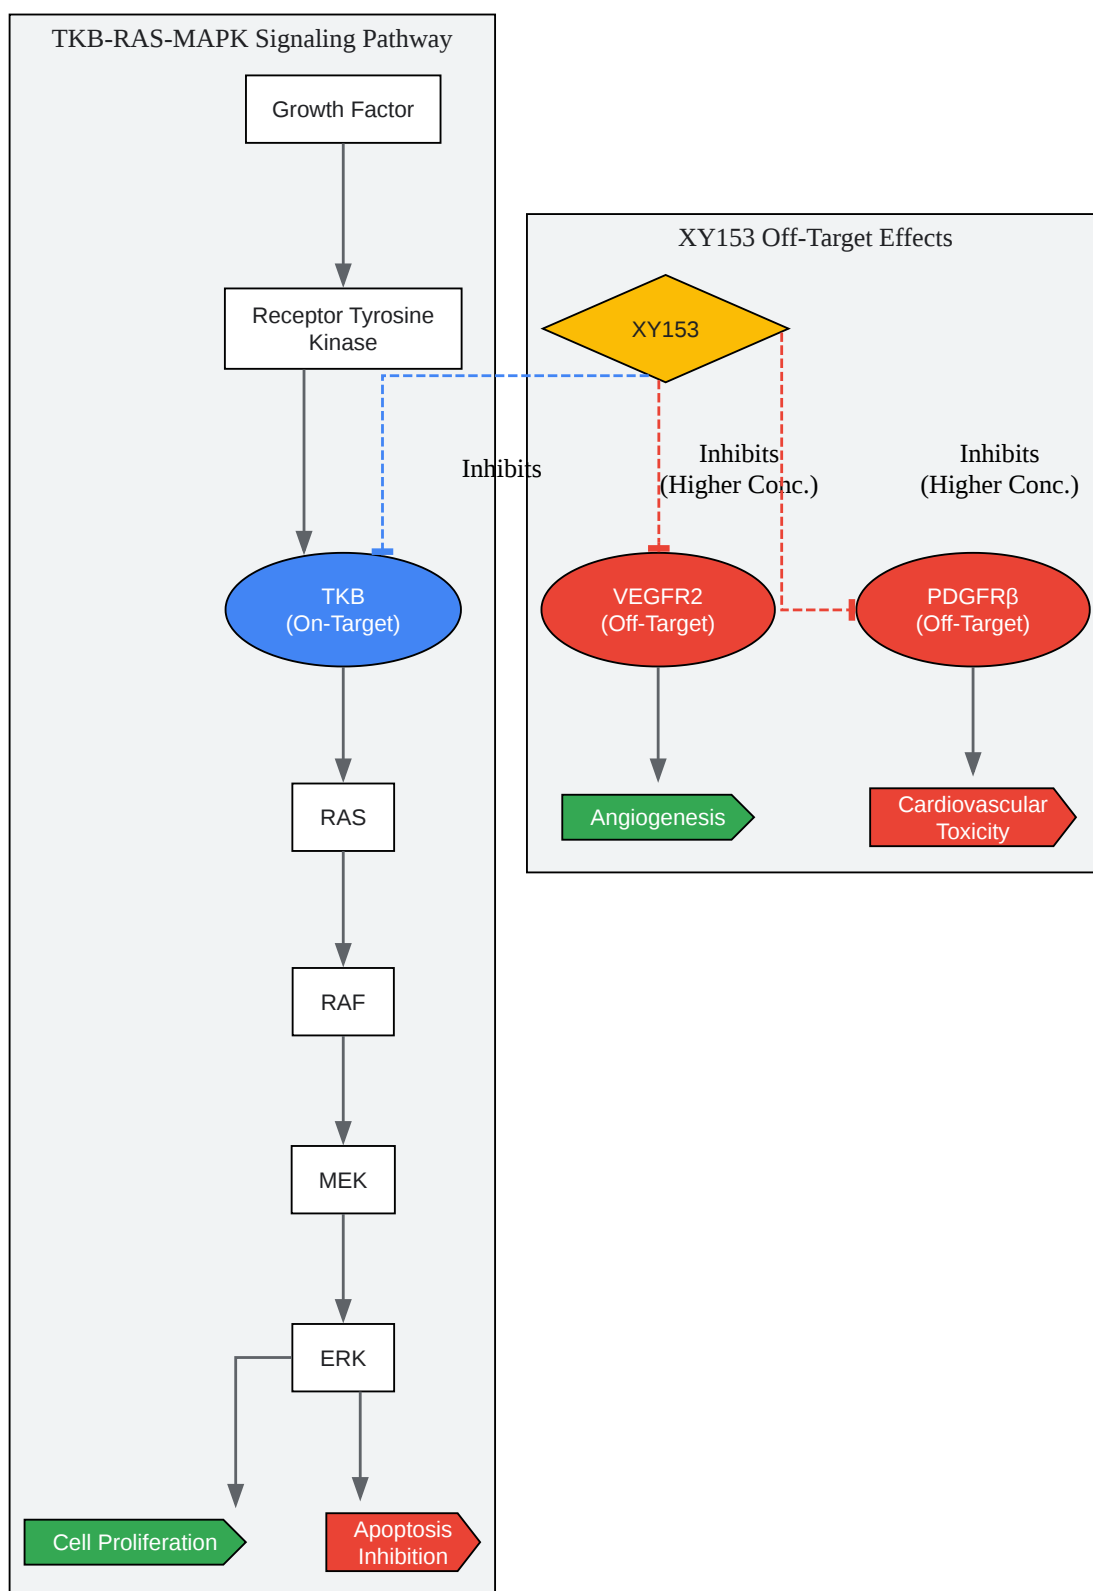 TKB-RAS-MAPK Signaling Pathway
Growth Factor
Receptor Tyrosine
Kinase
XY153 Off-Target Effects
XY153
Inhibits
Inhibits
(Higher Conc.)
Inhibits
(Higher Conc.)
TKB
(On-Target)
VEGFR2
(Off-Target)
PDGFRβ
(Off-Target)
RAS
Angiogenesis
Cardiovascular
Toxicity
RAF
MEK
ERK
Cell Proliferation
Apoptosis
Inhibition